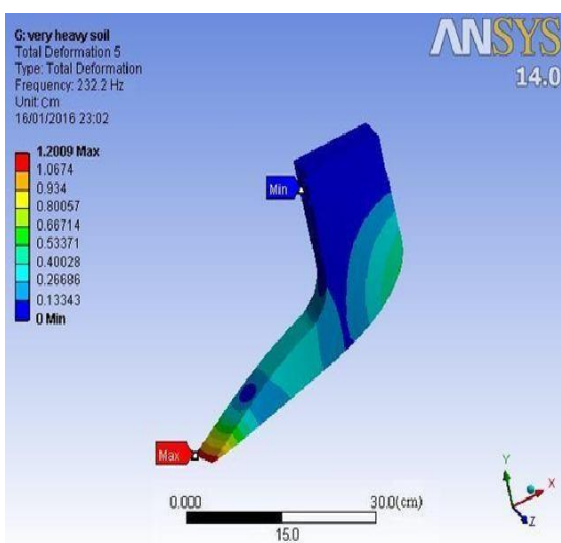 G: very heavy soil
Total Deformation 5
Type: Total Deformation
Frequency: 232.2 Hz
Unit: cm
16/01/2016 23:02
1.2009 Max
1.0674
0.934
0.80057
0.66714
0.53371
0.40028
0.26686
0.13343
0 Min
ANSYS
14.0
Min
Max
0.000
30.0(cm)
15.0
Y
X
Z